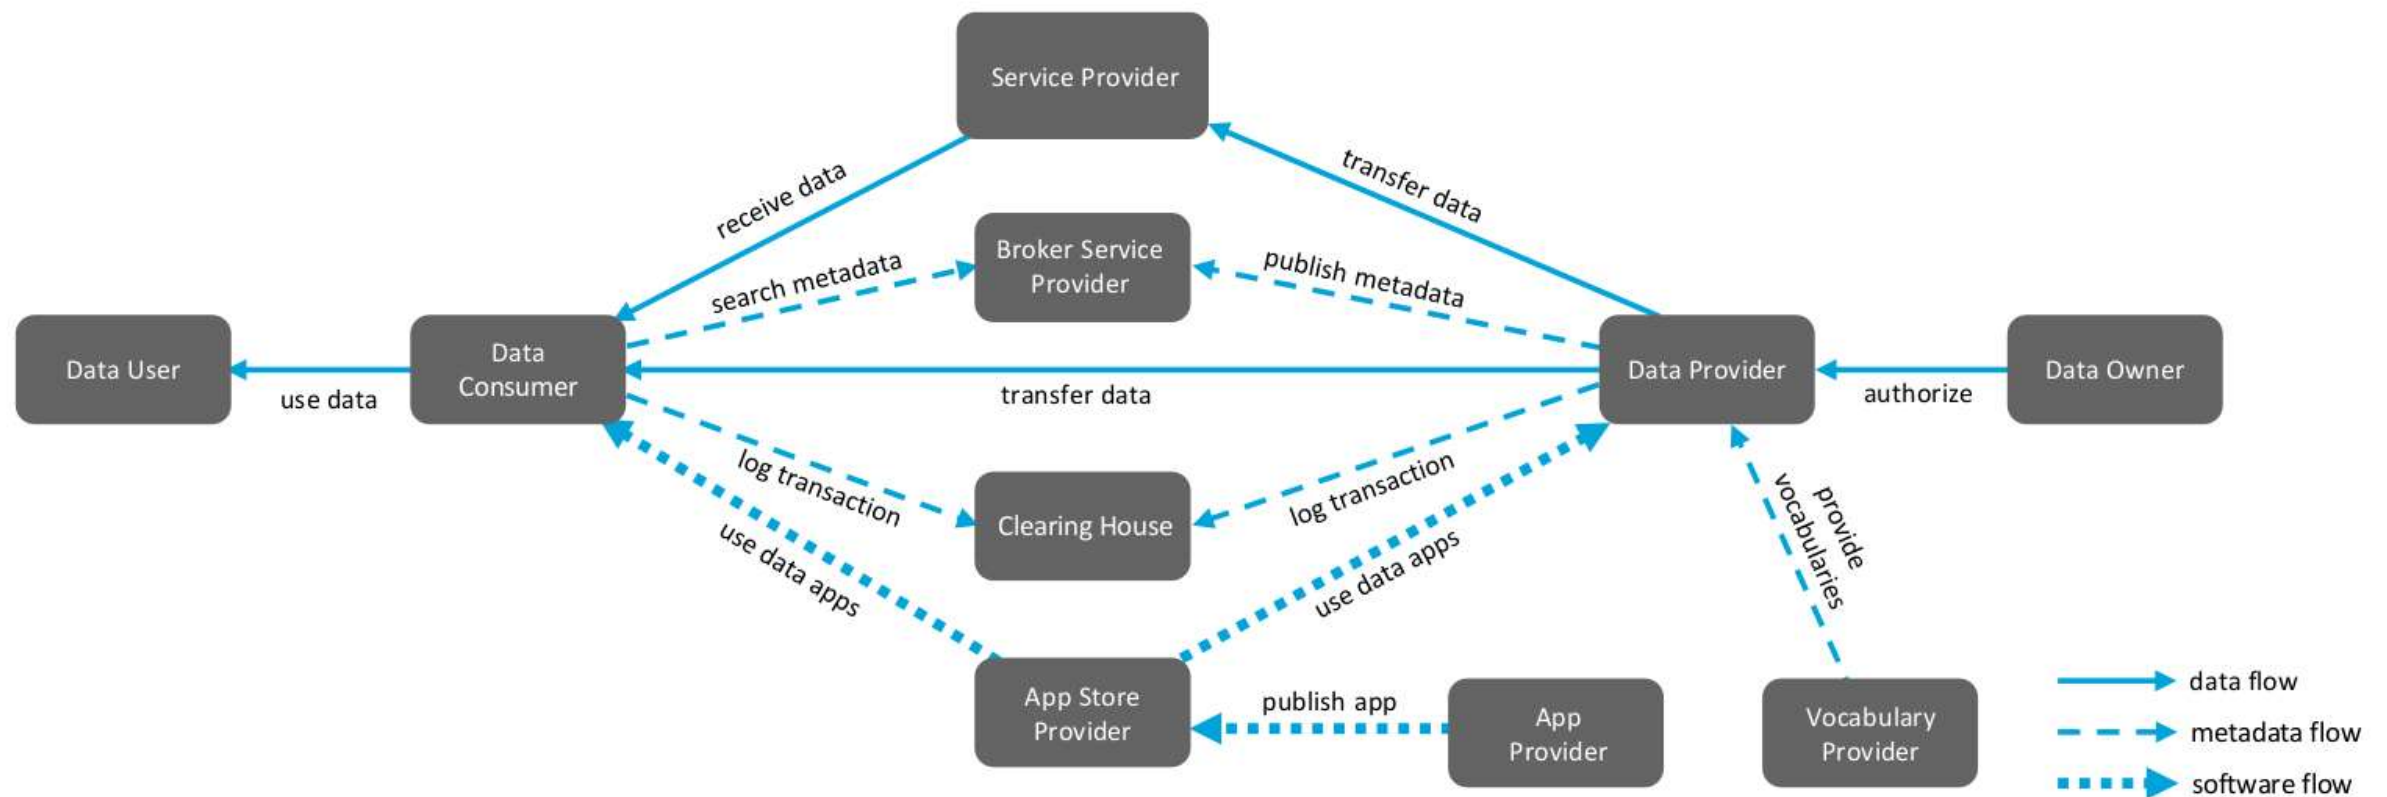 Service Provider
transfer data
receive data
Broker Service
Provider
publish metadata
search metadata
Data User
Data
Consumer
Data Provider
Data Owner
use data
transfer data
authorize
log transaction
Clearing House
log transaction
provide
vocabularies
use data apps
use data apps
App Store
Provider
publish app
App
Provider
Vocabulary
Provider
data flow
metadata flow
software flow